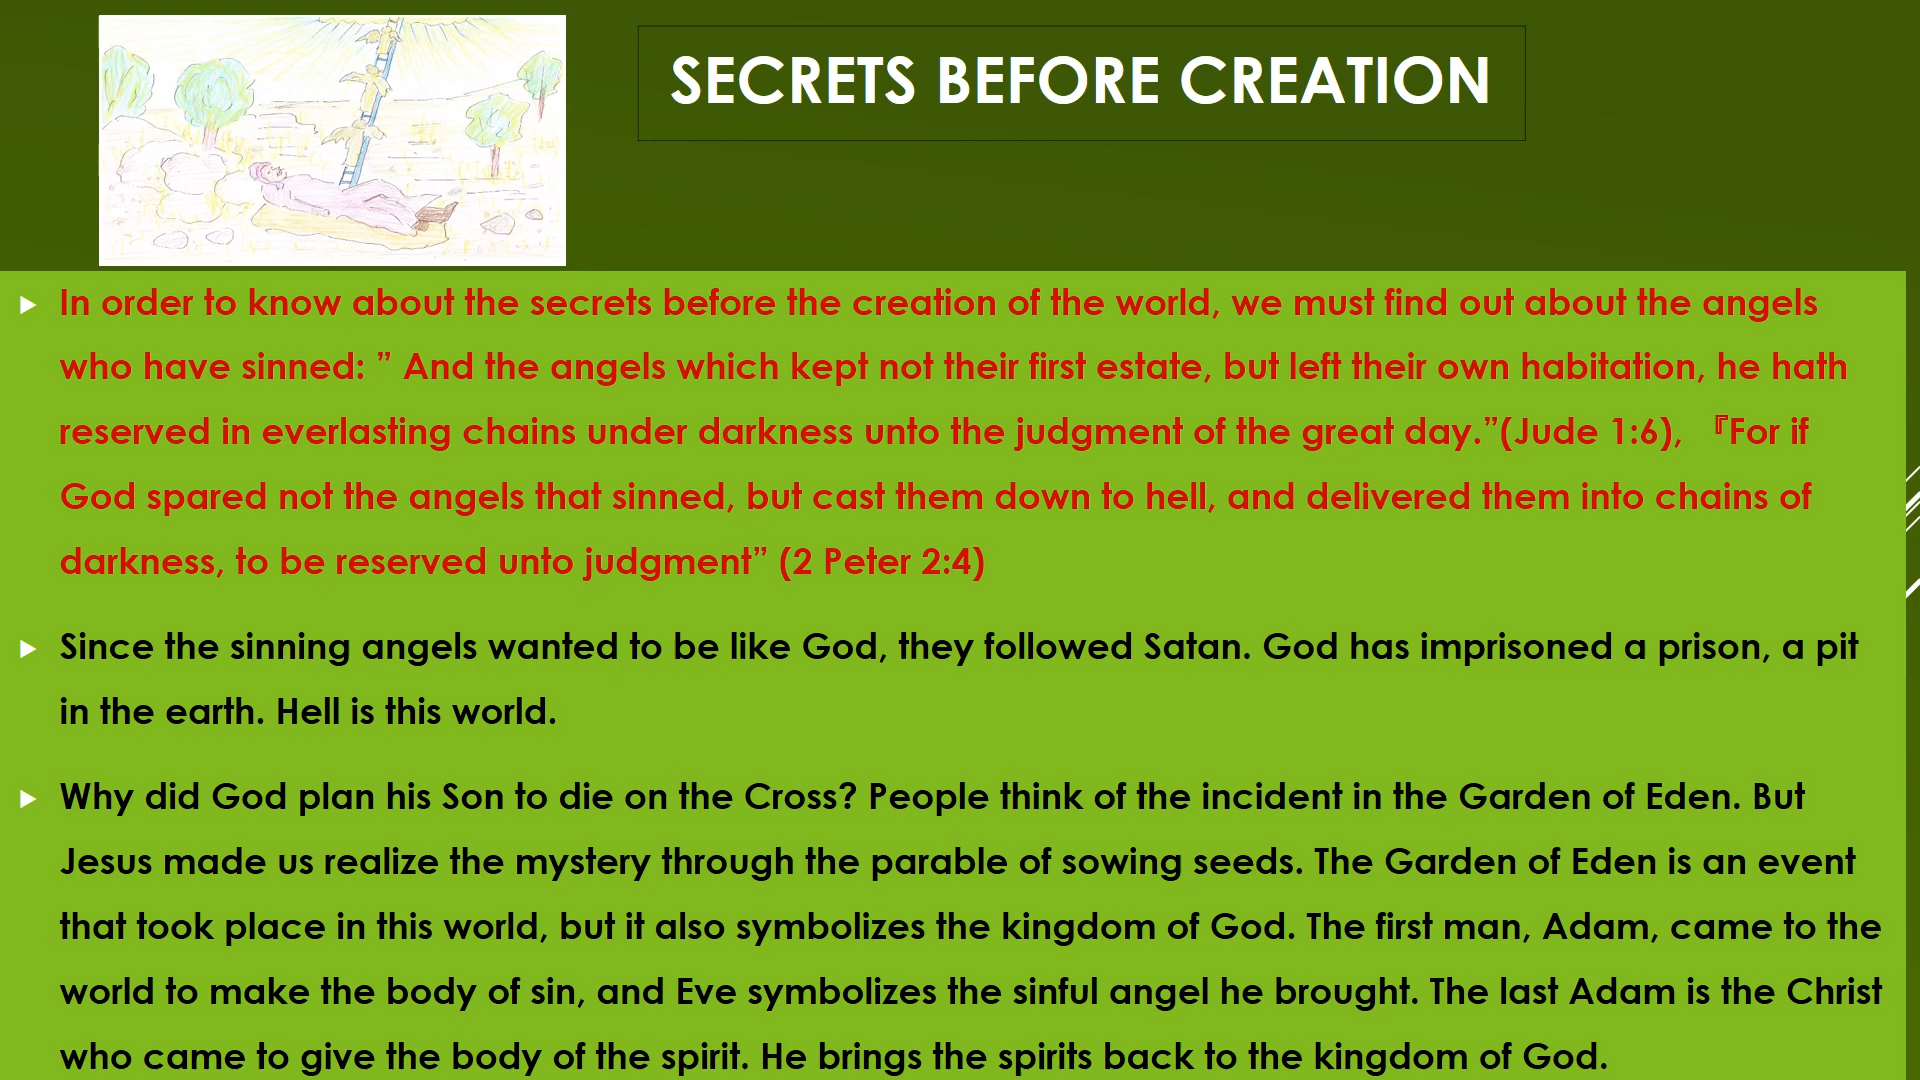 SECRETS BEFORE CREATION
In order to know about the secrets before the creation of the world, we must find out about the angels
who have sinned: ” And the angels which kept not their first estate, but left their own habitation, he hath
reserved in everlasting chains under darkness unto the judgment of the great day.”(Jude 1:6), 『For if
God spared not the angels that sinned, but cast them down to hell, and delivered them into chains of
darkness, to be reserved unto judgment” (2 Peter 2:4)
Since the sinning angels wanted to be like God, they followed Satan. God has imprisoned a prison, a pit
in the earth. Hell is this world.
Why did God plan his Son to die on the Cross? People think of the incident in the Garden of Eden. But
Jesus made us realize the mystery through the parable of sowing seeds. The Garden of Eden is an event
that took place in this world, but it also symbolizes the kingdom of God. The first man, Adam, came to the
world to make the body of sin, and Eve symbolizes the sinful angel he brought. The last Adam is the Christ
who came to give the body of the spirit. He brings the spirits back to the kingdom of God.